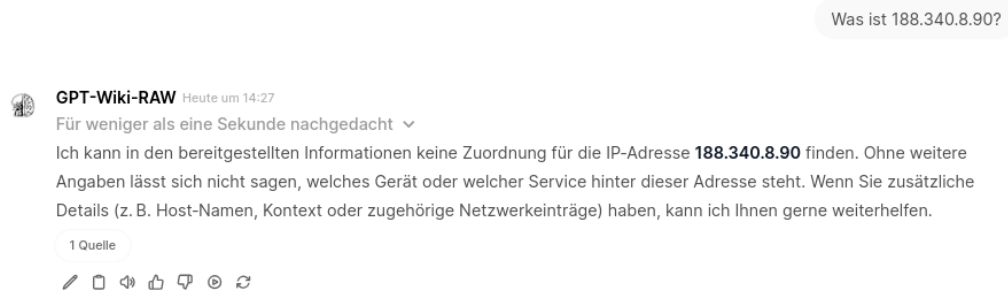 Was ist 188.340.8.90?
GPT-Wiki-RAW Heute um 14:27
Für weniger als eine Sekunde nachgedacht
Ich kann in den bereitgestellten Informationen keine Zuordnung für die IP-Adresse 188.340.8.90 finden. Ohne weitere
Angaben lässt sich nicht sagen, welches Gerät oder welcher Service hinter dieser Adresse steht. Wenn Sie zusätzliche
Details (z. B. Host-Namen, Kontext oder zugehörige Netzwerkeinträge) haben, kann ich Ihnen gerne weiterhelfen.
1 Quelle